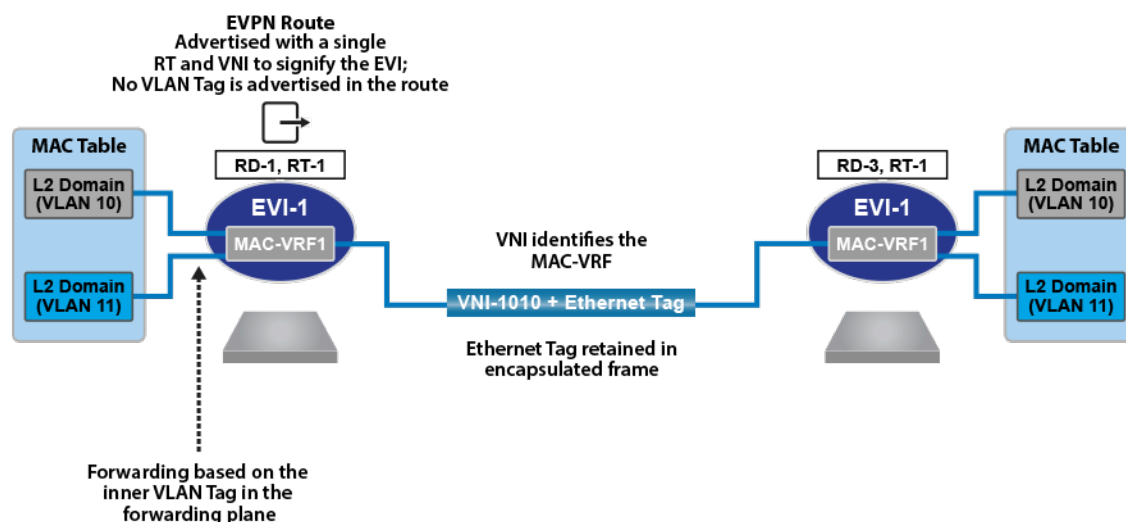 EVPN Route
Advertised with a single
RT and VNI to signify the EVI;
No VLAN Tag is advertised in the route
MAC Table
L2 Domain
(VLAN 10)
L2 Domain
(VLAN 11)
RD-1, RT-1
EVI-1
MAC-VRF1
VNI identifies the
MAC-VRF
VNI-1010 + Ethernet Tag
Ethernet Tag retained in
encapsulated frame
RD-3, RT-1
EVI-1
MAC-VRF1
MAC Table
L2 Domain
(VLAN 10)
L2 Domain
(VLAN 11)
Forwarding based on the
inner VLAN Tag in the
forwarding plane